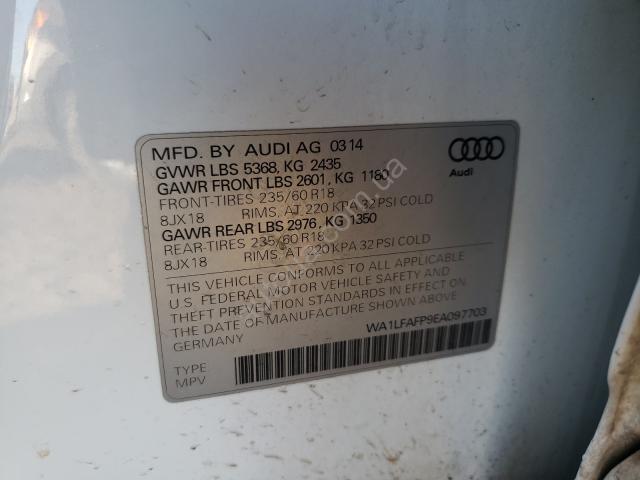 MFD. BY AUDI AG 0314
GVWR LBS 5368, KG 2435
GAWR FRONT LBS 2601, KG 1180
FRONT-TIRES 235/60 R18
8JX18 RIMS, AT 220 KPA 32 PSI COLD
GAWR REAR LBS 2976, KG 1350
REAR-TIRES 235/60 R18
8JX18 RIMS, AT 220 KPA 32 PSI COLD
THIS VEHICLE CONFORMS TO ALL APPLICABLE
U.S. FEDERAL MOTOR VEHICLE SAFETY AND
THEFT PREVENTION STANDARDS IN EFFECT ON
THE DATE OF MANUFACTURE SHOWN ABOVE.
GERMANY
WA1LFAFP9EA097703
TYPE
MPV
Audi